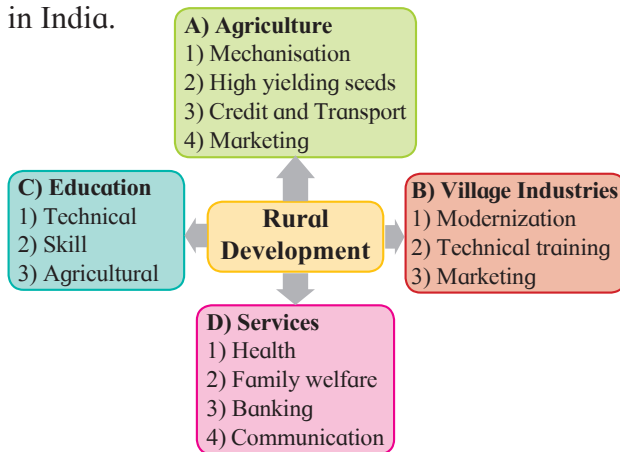 in India.
A) Agriculture
1) Mechanisation
2) High yielding seeds
3) Credit and Transport
4) Marketing
C) Education
1) Technical
2) Skill
3) Agricultural
Rural
Development
B) Village Industries
1) Modernization
2) Technical training
3) Marketing
D) Services
1) Health
2) Family welfare
3) Banking
4) Communication